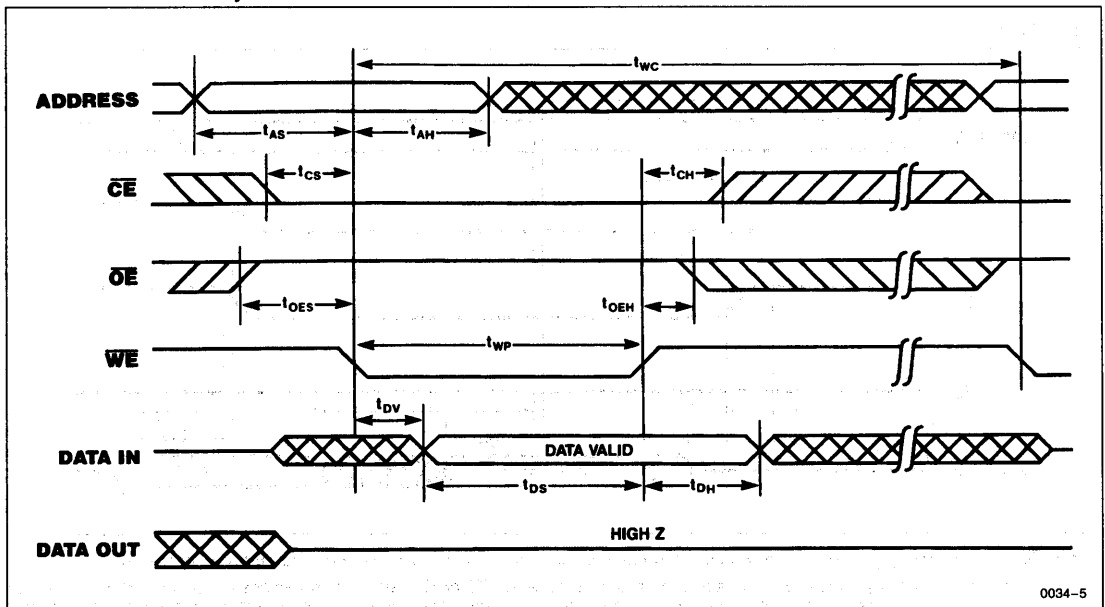 tWC
ADDRESS
tAS
tAH
CE
tCS
tCH
OE
tOES
tOEH
WE
tWP
tDV
DATA IN
DATA VALID
tDS
tDH
DATA OUT
HIGH Z
0034–5